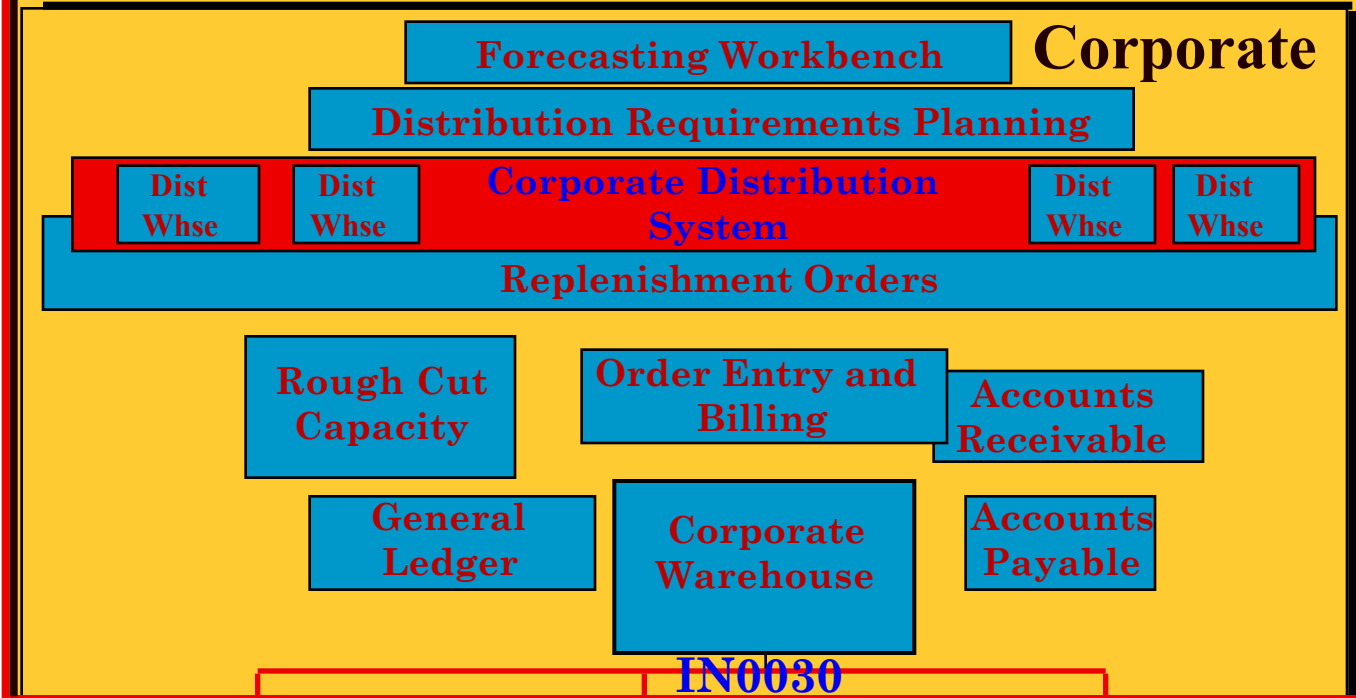 Corporate
Forecasting Workbench
Distribution Requirements Planning
Dist
Whse
Dist
Whse
Corporate Distribution
System
Dist
Whse
Dist
Whse
Replenishment Orders
Rough Cut
Capacity
Order Entry and
Billing
Accounts
Receivable
General
Ledger
Corporate
Warehouse
Accounts
Payable
IN0030